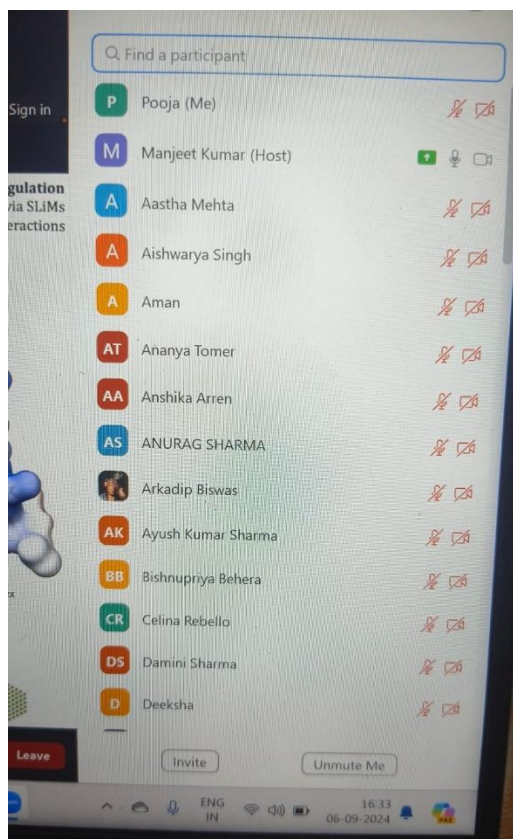 Find a participant
Sign in
P Pooja (Me)
M Manjeet Kumar (Host)
gulation
via SLiMs
eractions
A Aastha Mehta
A Aishwarya Singh
A Aman
AT Ananya Tomer
AA Anshika Arren
AS ANURAG SHARMA
Arkadip Biswas
AK Ayush Kumar Sharma
BB Bishnupriya Behera
CR Celina Rebello
DS Damini Sharma
D Deeksha
Leave
Invite
Unmute Me
ENG
IN
16:33
06-09-2024
PRE